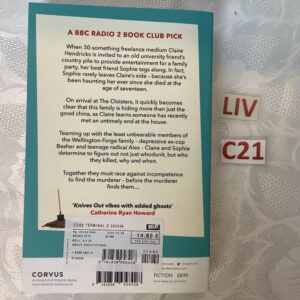 A BBC RADIO 2 BOOK CLUB PICK
When 30-something freelance medium Claire
Hendricks is invited to an old university friend's
country pile to provide entertainment for a family
party, her best friend Sophie tags along. In fact,
Sophie rarely leaves Claire's side – because she's
been haunting her ever since she died at the
age of seventeen.
On arrival at The Cloisters, it quickly becomes
clear that this family is hiding more than just the
good china, as Claire learns someone has recently
met an untimely end at the house.
Teaming up with the least unbearable members of
the Wellington-Forge family – depressive ex-cop
Basher and teenage radical Alex – Claire and Sophie
determine to figure out not just whodunit, but who
they killed, why and when.
Together they must race against incompetence
to find the murderer – before the murderer
finds them....
'Knives Out vibes with added ghosts'
Catherine Ryan Howard
LIV
C21
14.80 €
CORVUS
FICTION